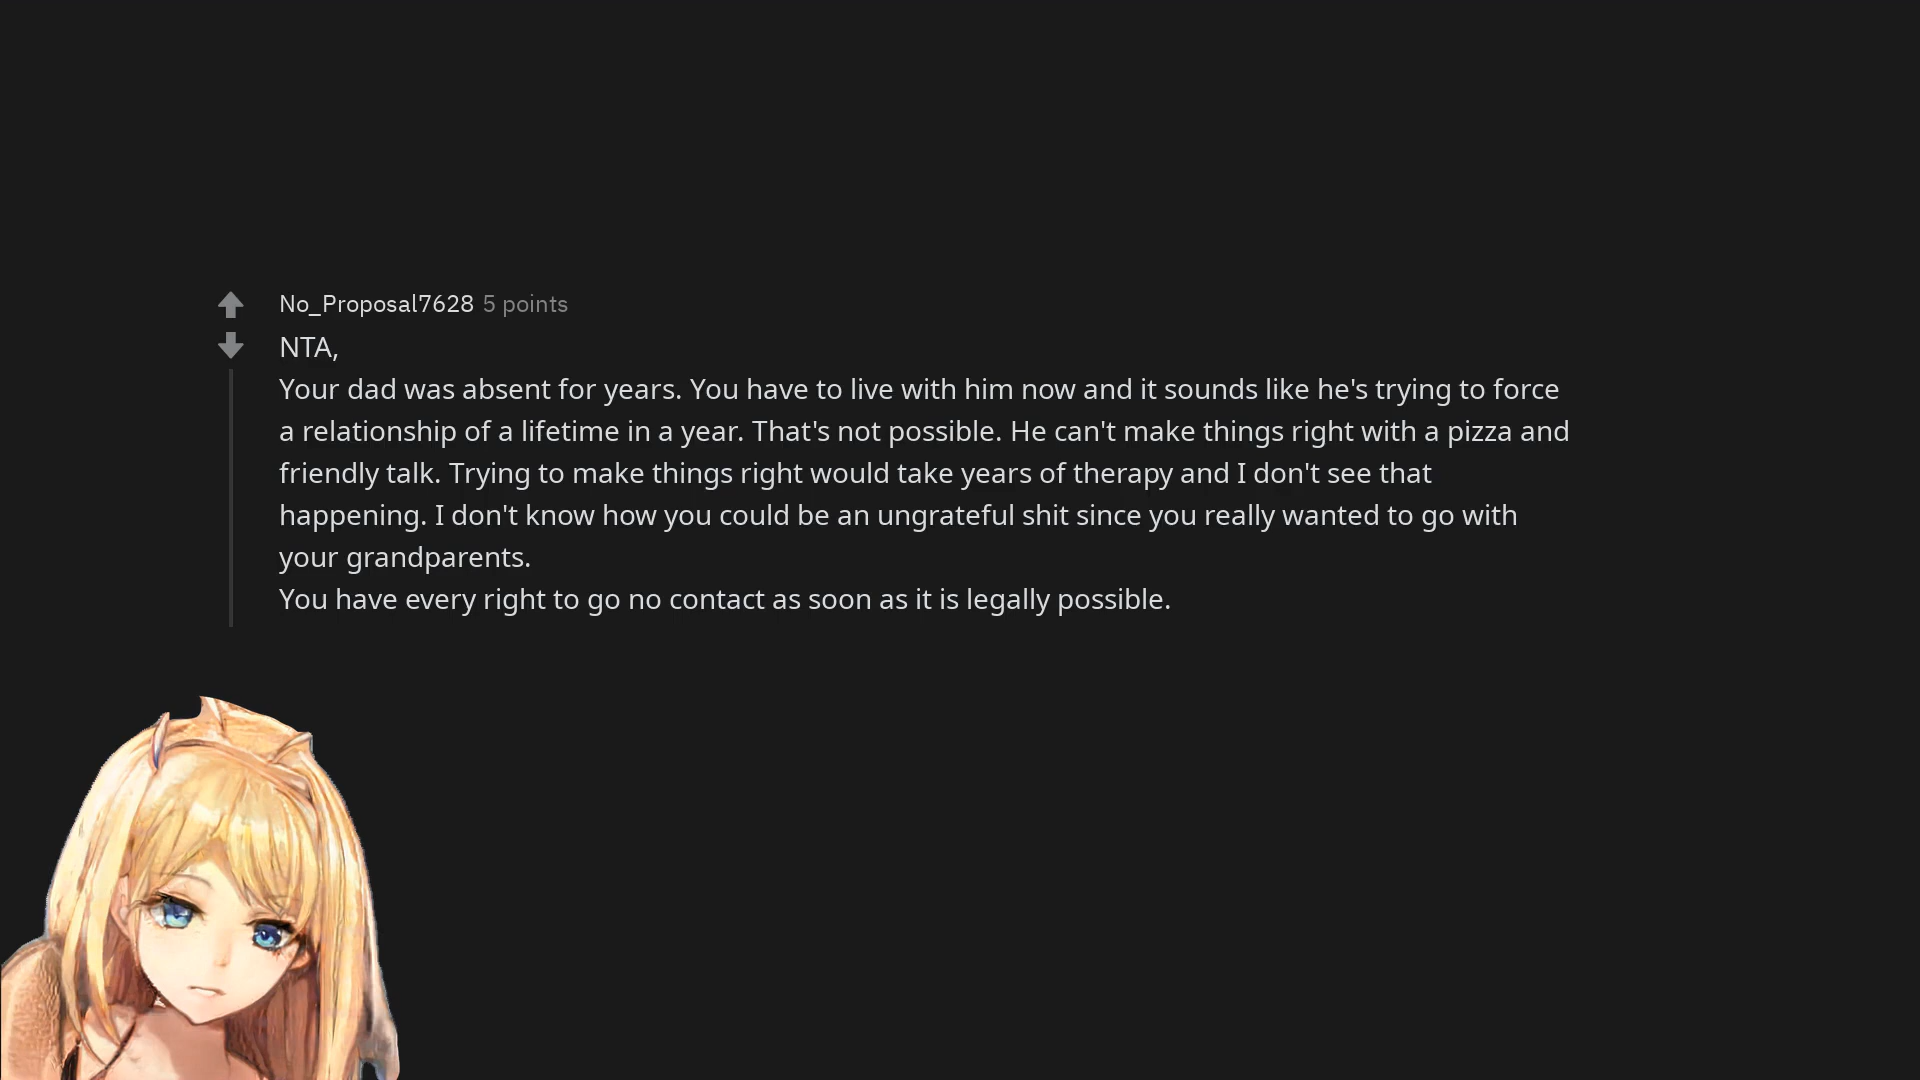 No_Proposal7628 5 points
NTA,
Your dad was absent for years. You have to live with him now and it sounds like he's trying to force
a relationship of a lifetime in a year. That's not possible. He can't make things right with a pizza and
friendly talk. Trying to make things right would take years of therapy and I don't see that
happening. I don't know how you could be an ungrateful shit since you really wanted to go with
your grandparents.
You have every right to go no contact as soon as it is legally possible.